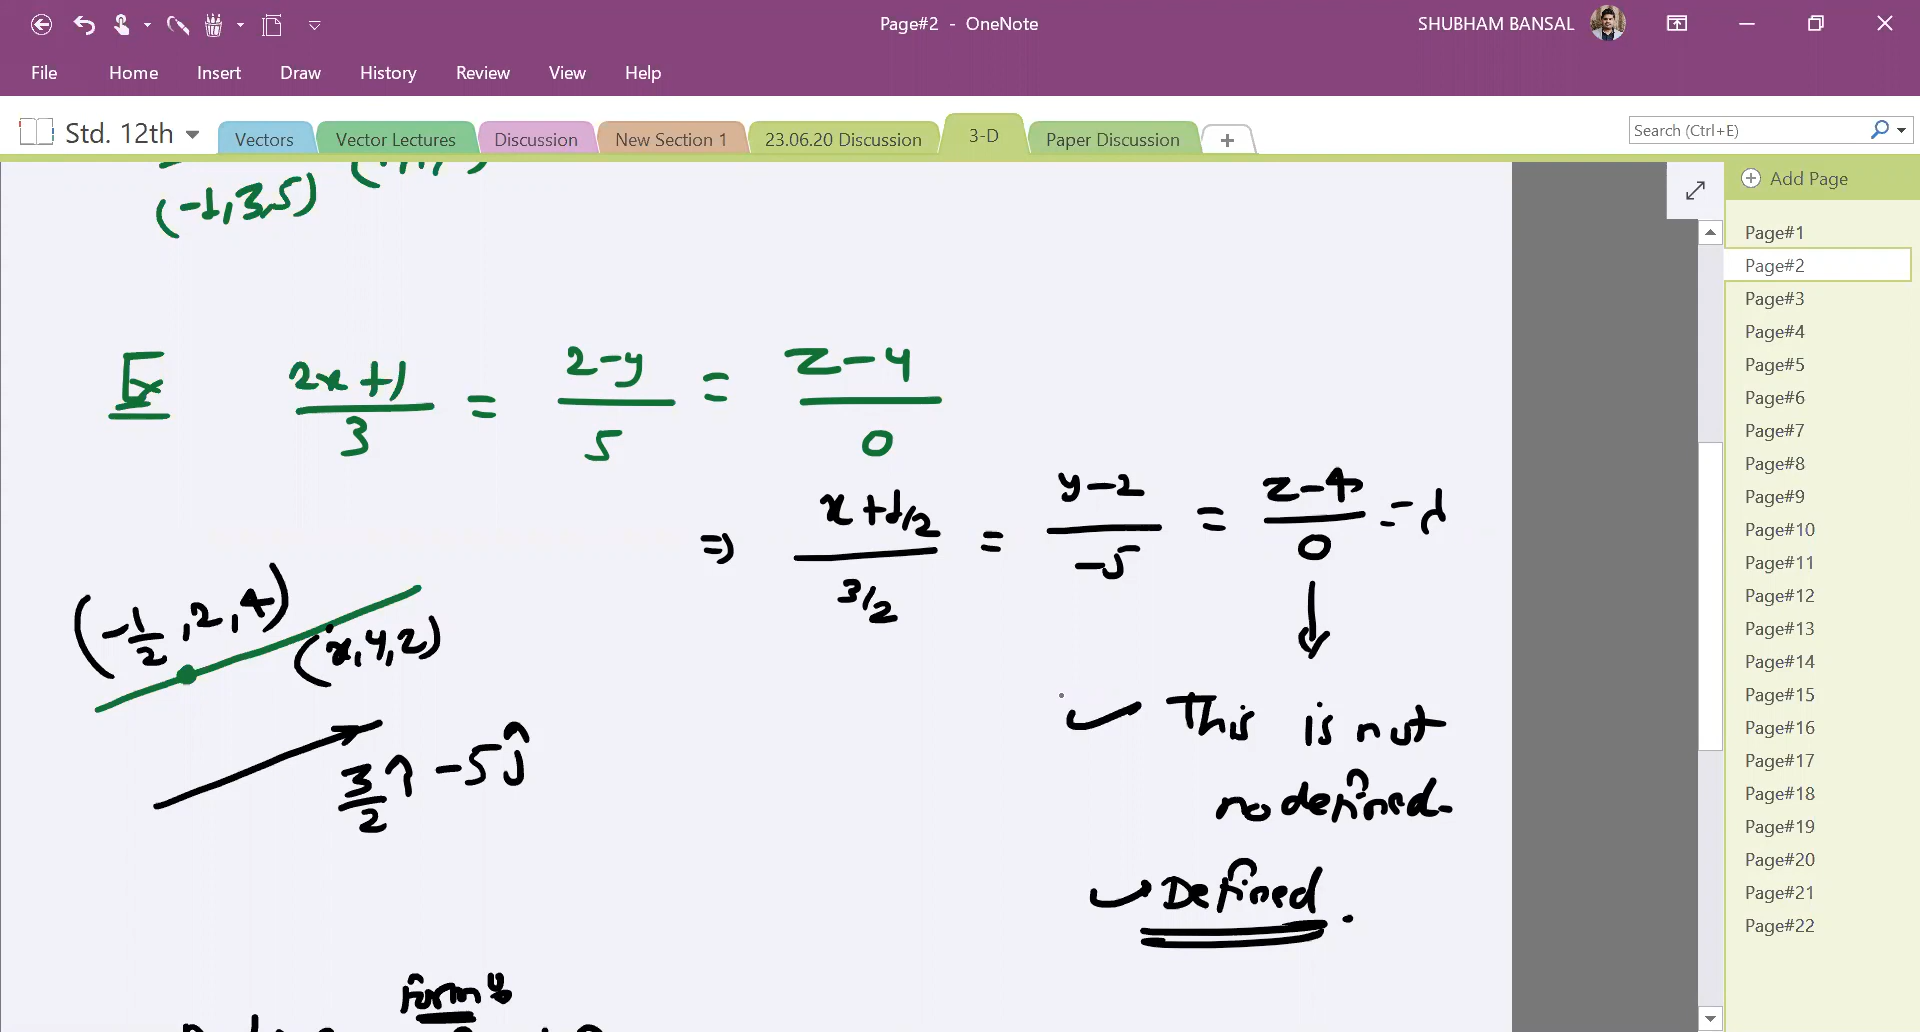 Page#2 - OneNote
SHUBHAM BANSAL
File Home Insert Draw History Review View Help
Std. 12th
Vectors
Vector Lectures
Discussion
New Section 1
23.06.20 Discussion
3-D
Paper Discussion
+
Search (Ctrl+E)
Add Page
Page#1
Page#2
Page#3
Page#4
Page#5
Page#6
Page#7
Page#8
Page#9
Page#10
Page#11
Page#12
Page#13
Page#14
Page#15
Page#16
Page#17
Page#18
Page#19
Page#20
Page#21
Page#22
(-1,3,5)
Ex (2x+1)/3 = (2-y)/5 = (z-4)/0
⇒ (x+1/2)/(3/2) = (y-2)/-5 = (z-4)/0 = λ
(-1/2, 2, 4)
(x,y,z)
3/2 î - 5ĵ
This is not
no defined.
Defined.
form